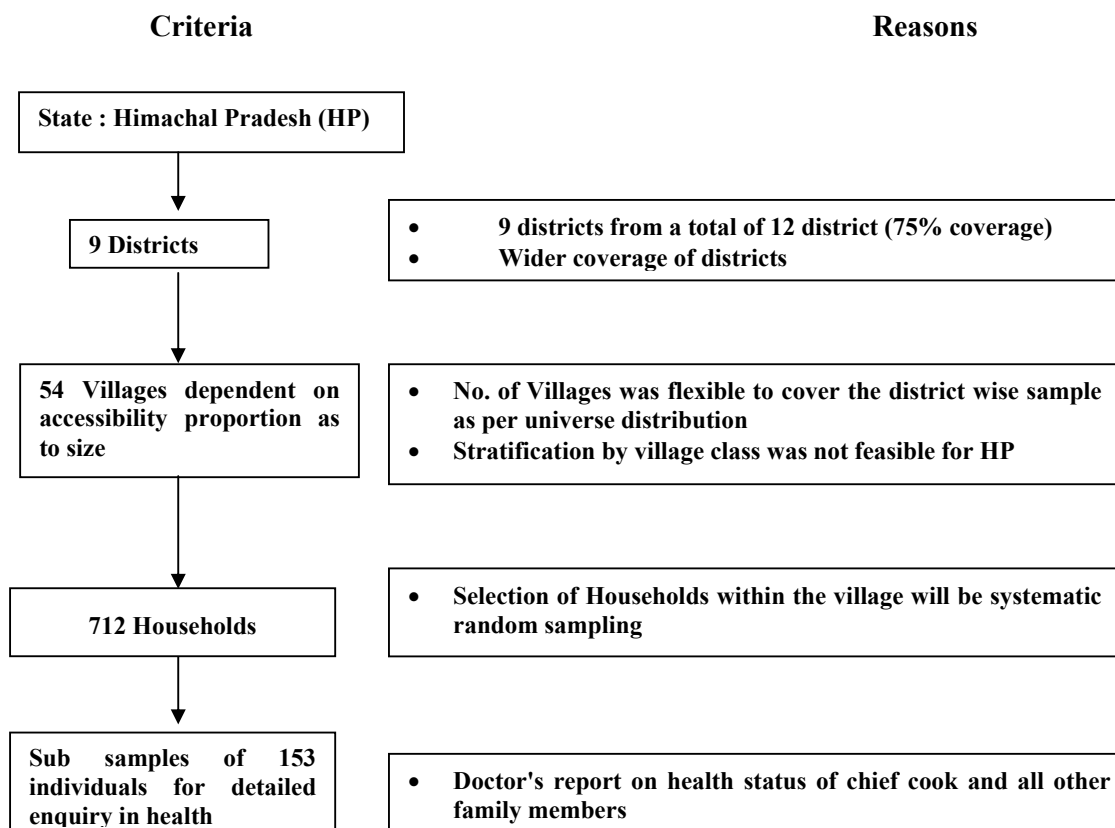 Criteria
Reasons
State : Himachal Pradesh (HP)
9 Districts
• 9 districts from a total of 12 district (75% coverage)
• Wider coverage of districts
54 Villages dependent on
accessibility proportion as
to size
• No. of Villages was flexible to cover the district wise sample
as per universe distribution
• Stratification by village class was not feasible for HP
712 Households
• Selection of Households within the village will be systematic
random sampling
Sub samples of 153
individuals for detailed
enquiry in health
• Doctor's report on health status of chief cook and all other
family members